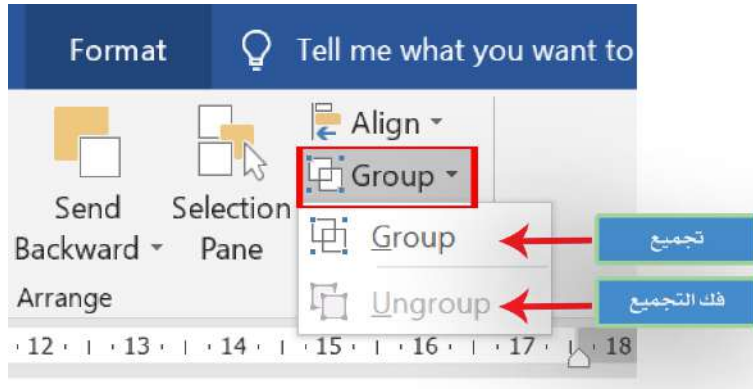 Format Tell me what you want to
Align
Group
Send Backward
Selection Pane
Group
تجميع
Ungroup
فك التجميع
Arrange
12 13 14 15 16 17 18